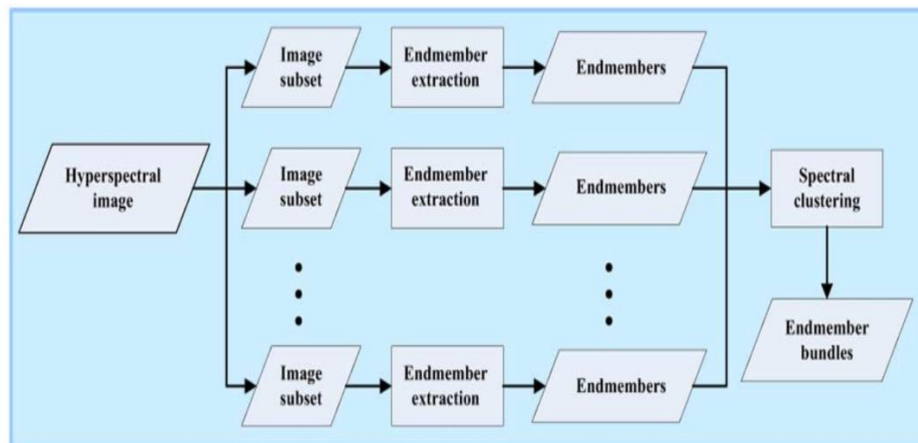 Image
subset
Endmember
extraction
Endmembers
Hyperspectral
image
Image
subset
Endmember
extraction
Endmembers
Spectral
clustering
Image
subset
Endmember
extraction
Endmembers
Endmember
bundles